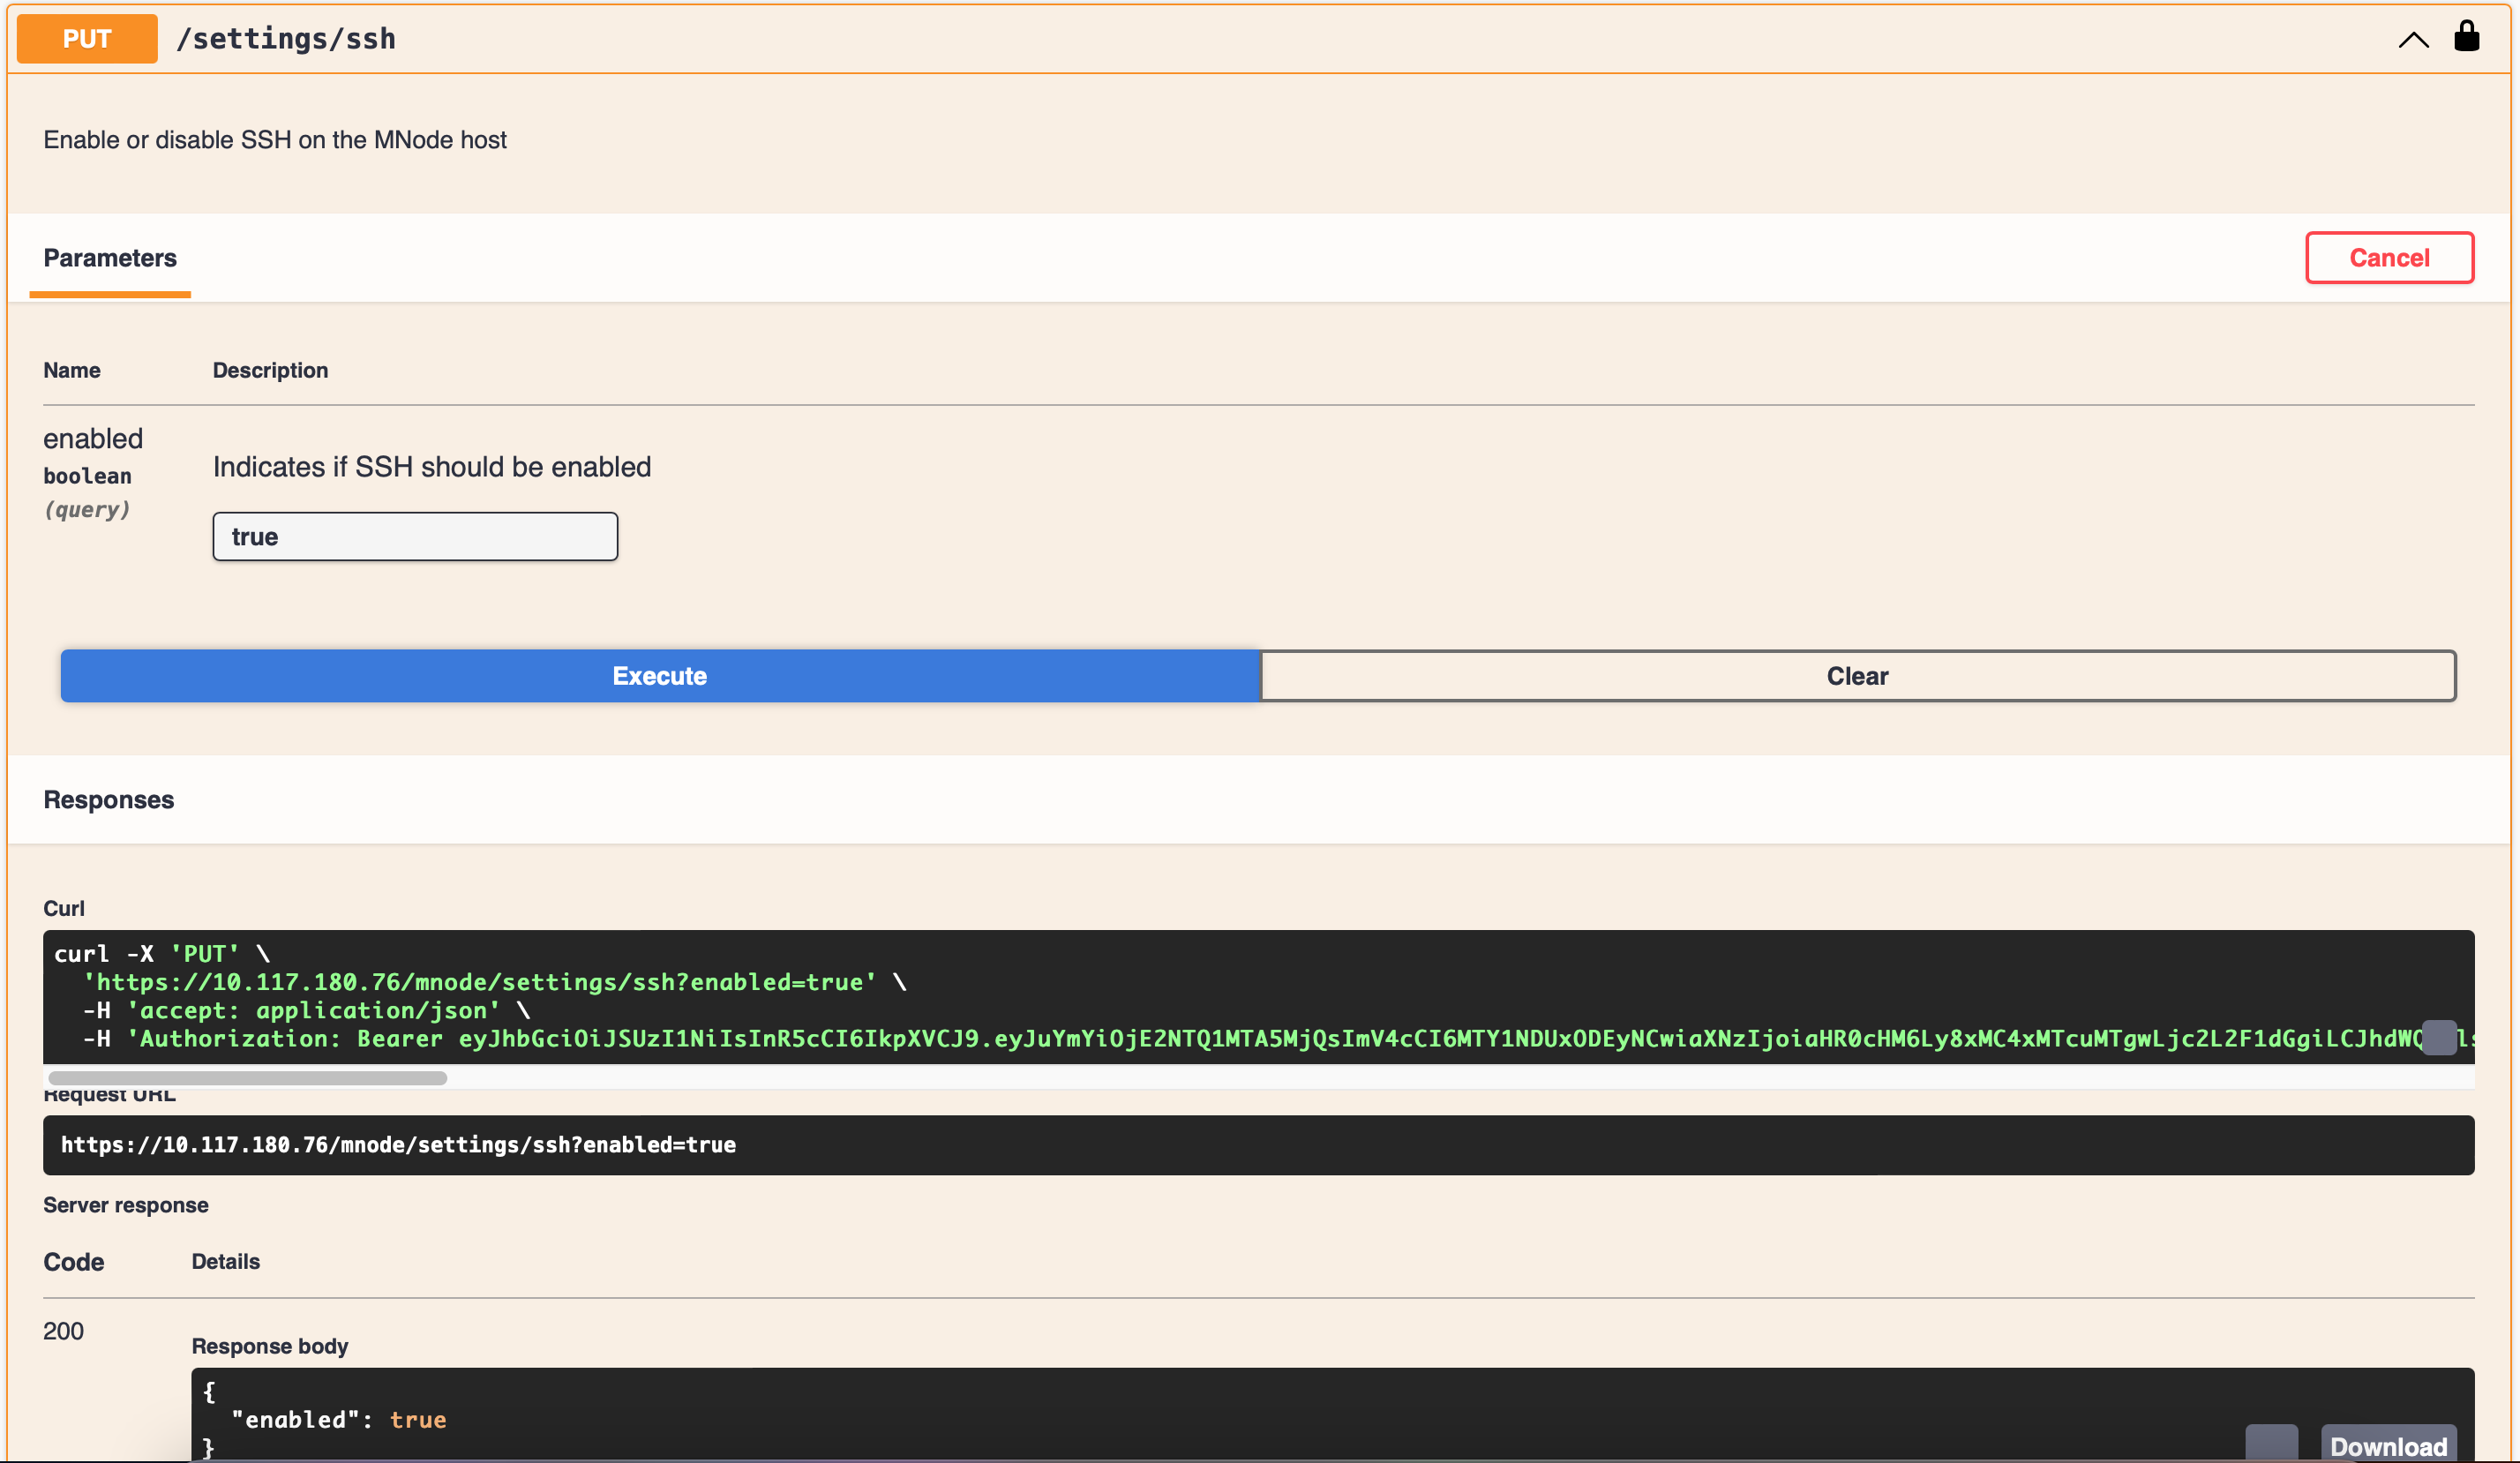 PUT /settings/ssh
Enable or disable SSH on the MNode host
Parameters
Cancel
Name Description
enabled
boolean
(query)
Indicates if SSH should be enabled
true
Execute
Clear
Responses
Curl
curl -X 'PUT' \
'https://10.117.180.76/mnode/settings/ssh?enabled=true' \
-H 'accept: application/json' \
-H 'Authorization: Bearer eyJhbGciOiJSUzI1NiIsInR5cCI6IkpXVCJ9.eyJuYmYiOjE2NTQ1MTA5MjQsImV4cCI6MTY1NDUxODEyNCwiaXNzIjoiaHR0cHM6Ly8xMC4xMTcuMTgwLjc2L2F1dGgiLCJhdWQ
Request URL
https://10.117.180.76/mnode/settings/ssh?enabled=true
Server response
Code Details
200
Response body
{
"enabled": true
}
Download